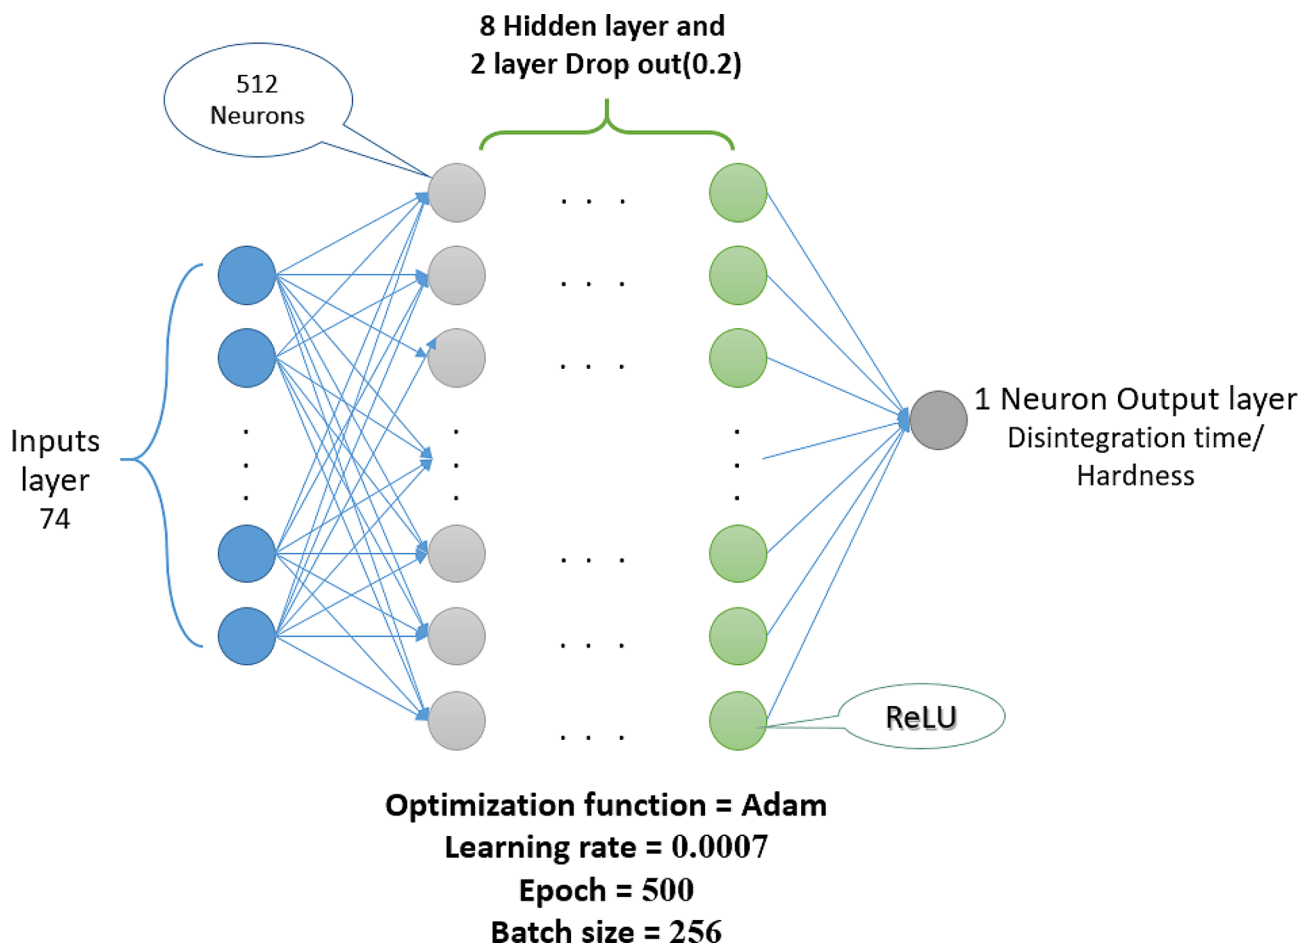 8 Hidden layer and
2 layer Drop out(0.2)
512
Neurons
. . .
. . .
. . .
Inputs
layer
74
1 Neuron Output layer
Disintegration time/
Hardness
. . .
. . .
. . .
ReLU
Optimization function = Adam
Learning rate = 0.0007
Epoch = 500
Batch size = 256